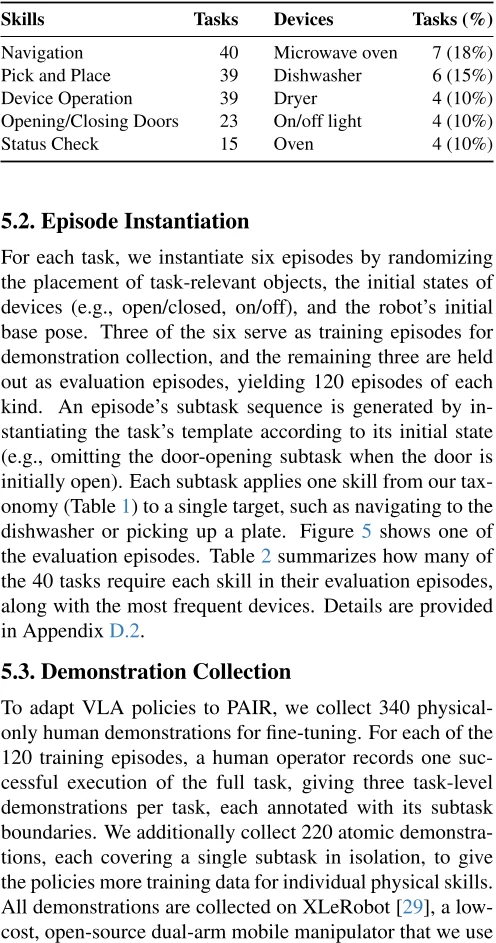 Skills Tasks Devices Tasks (%)
Navigation 40 Microwave oven 7 (18%)
Pick and Place 39 Dishwasher 6 (15%)
Device Operation 39 Dryer 4 (10%)
Opening/Closing Doors 23 On/off light 4 (10%)
Status Check 15 Oven 4 (10%)
5.2. Episode Instantiation
For each task, we instantiate six episodes by randomizing
the placement of task-relevant objects, the initial states of
devices (e.g., open/closed, on/off), and the robot's initial
base pose. Three of the six serve as training episodes for
demonstration collection, and the remaining three are held
out as evaluation episodes, yielding 120 episodes of each
kind. An episode's subtask sequence is generated by in-
stantiating the task's template according to its initial state
(e.g., omitting the door-opening subtask when the door is
initially open). Each subtask applies one skill from our tax-
onomy (Table 1) to a single target, such as navigating to the
dishwasher or picking up a plate. Figure 5 shows one of
the evaluation episodes. Table 2 summarizes how many of
the 40 tasks require each skill in their evaluation episodes,
along with the most frequent devices. Details are provided
in Appendix D.2.
5.3. Demonstration Collection
To adapt VLA policies to PAIR, we collect 340 physical-
only human demonstrations for fine-tuning. For each of the
120 training episodes, a human operator records one suc-
cessful execution of the full task, giving three task-level
demonstrations per task, each annotated with its subtask
boundaries. We additionally collect 220 atomic demonstra-
tions, each covering a single subtask in isolation, to give
the policies more training data for individual physical skills.
All demonstrations are collected on XLeRobot [29], a low-
cost, open-source dual-arm mobile manipulator that we use